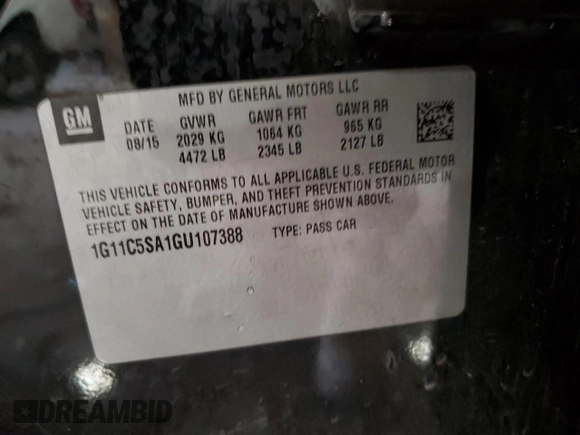 GM
MFD BY GENERAL MOTORS LLC
DATE GVWR GAWR FRT GAWR RR
08/15 2029 KG 1064 KG 965 KG
4472 LB 2345 LB 2127 LB
THIS VEHICLE CONFORMS TO ALL APPLICABLE U.S. FEDERAL MOTOR
VEHICLE SAFETY, BUMPER, AND THEFT PREVENTION STANDARDS IN
EFFECT ON THE DATE OF MANUFACTURE SHOWN ABOVE.
1G11C5SA1GU107388 TYPE: PASS CAR
DREAMBID